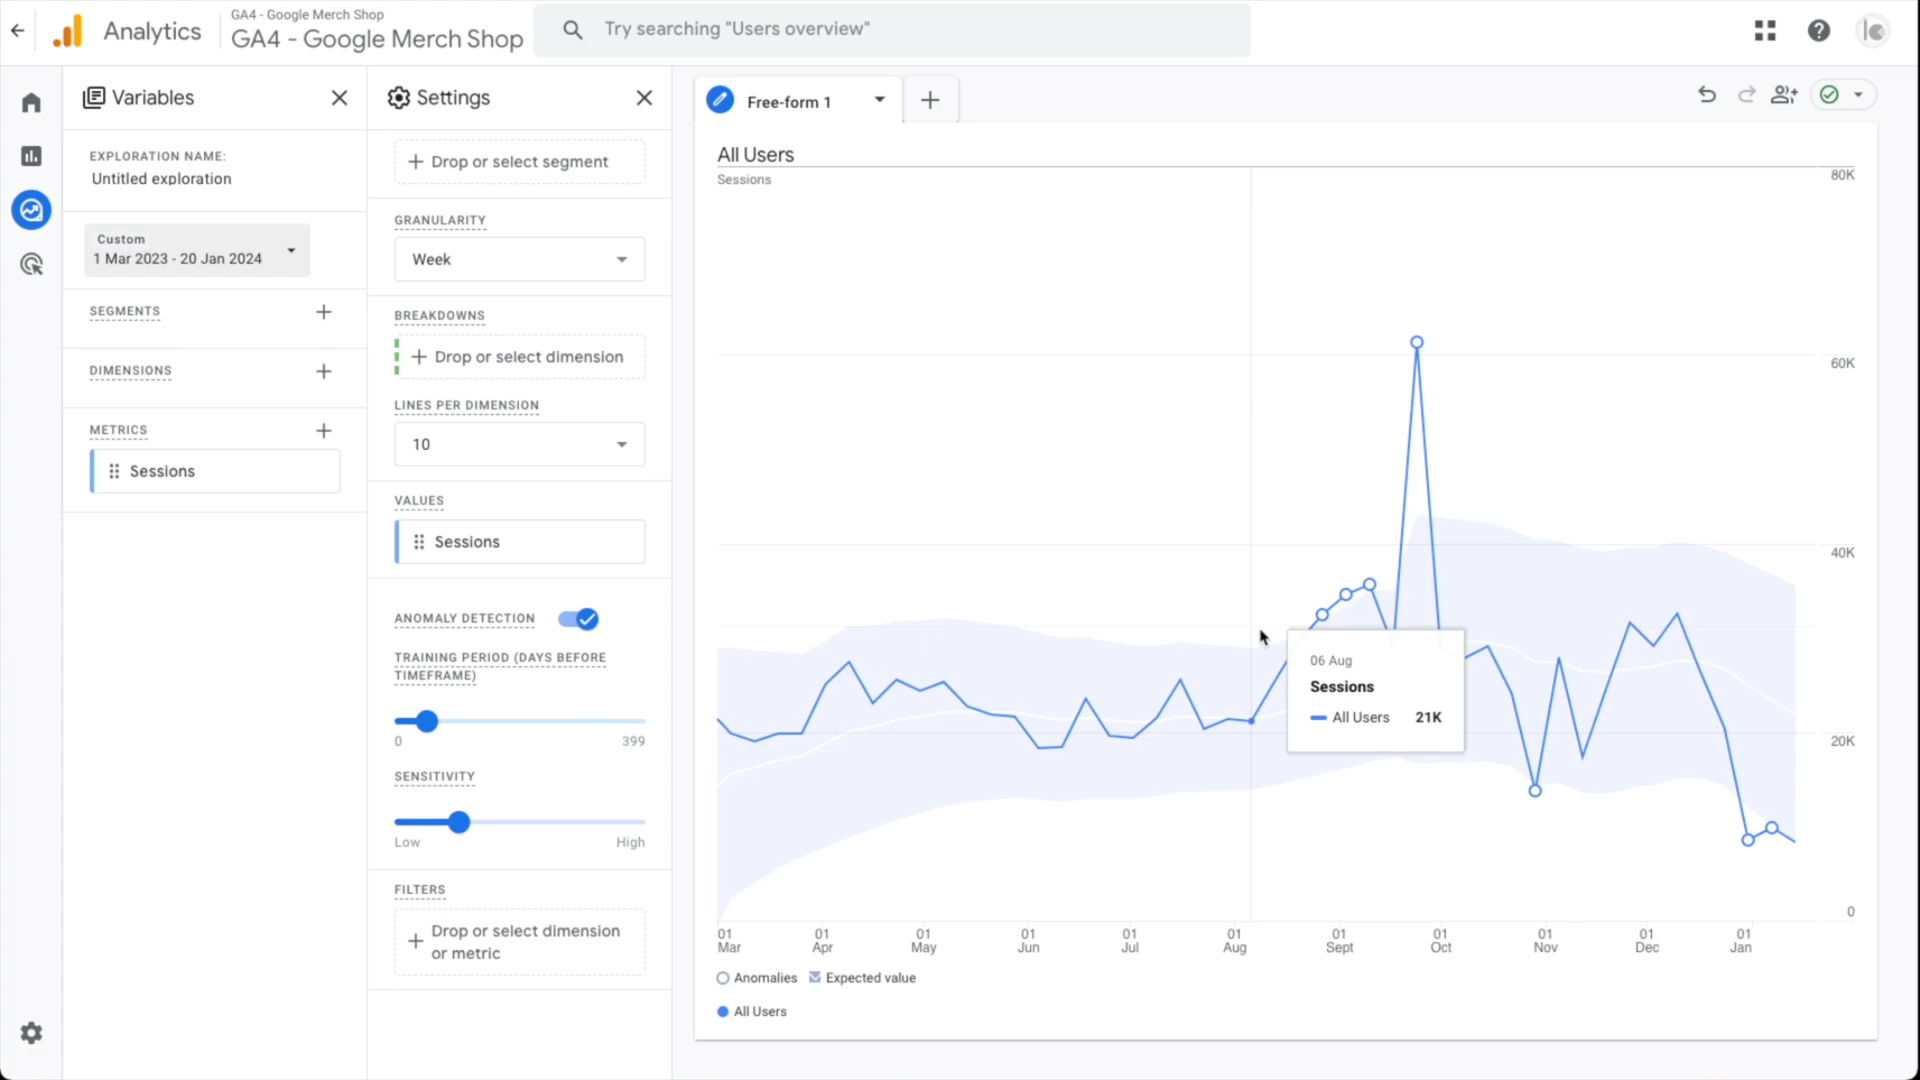 Analytics
GA4 - Google Merch Shop
GA4 - Google Merch Shop
Try searching "Users overview"
Variables
EXPLORATION NAME:
Untitled exploration
Custom
1 Mar 2023 - 20 Jan 2024
SEGMENTS
DIMENSIONS
METRICS
Sessions
Settings
Drop or select segment
GRANULARITY
Week
BREAKDOWNS
Drop or select dimension
LINES PER DIMENSION
10
VALUES
Sessions
ANOMALY DETECTION
TRAINING PERIOD (DAYS BEFORE
TIMEFRAME)
0 399
SENSITIVITY
Low High
FILTERS
Drop or select dimension
or metric
Free-form 1
All Users
Sessions
80K
60K
40K
20K
0
06 Aug
Sessions
All Users 21K
01 01 01 01 01 01 01 01 01 01 01
Mar Apr May Jun Jul Aug Sept Oct Nov Dec Jan
Anomalies Expected value
All Users